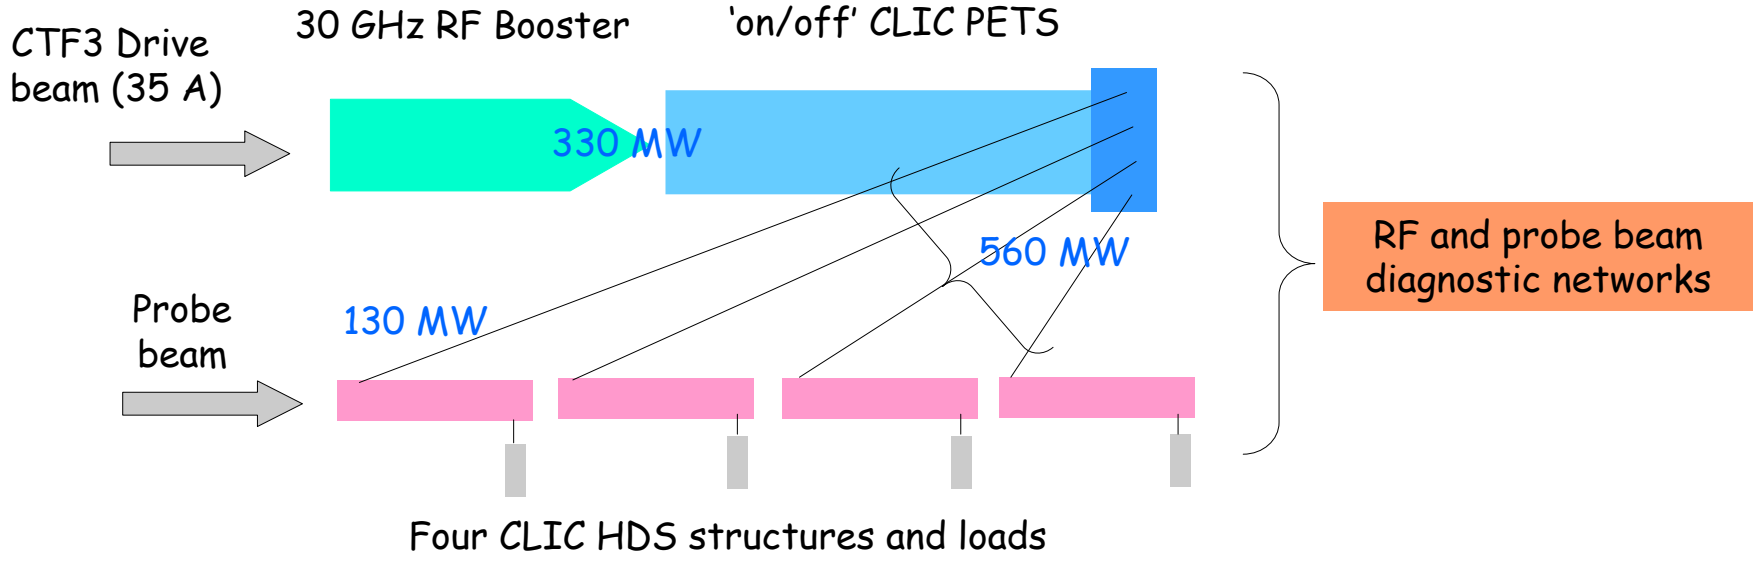 CTF3 Drive
beam (35 A)
30 GHz RF Booster
‘on/off’ CLIC PETS
330 MW
560 MW
RF and probe beam
diagnostic networks
Probe
beam
130 MW
Four CLIC HDS structures and loads